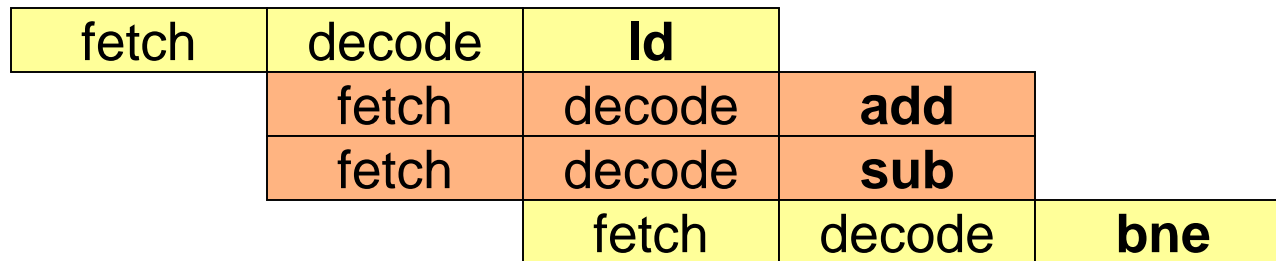 fetch decode ld
fetch decode add
fetch decode sub
fetch decode bne